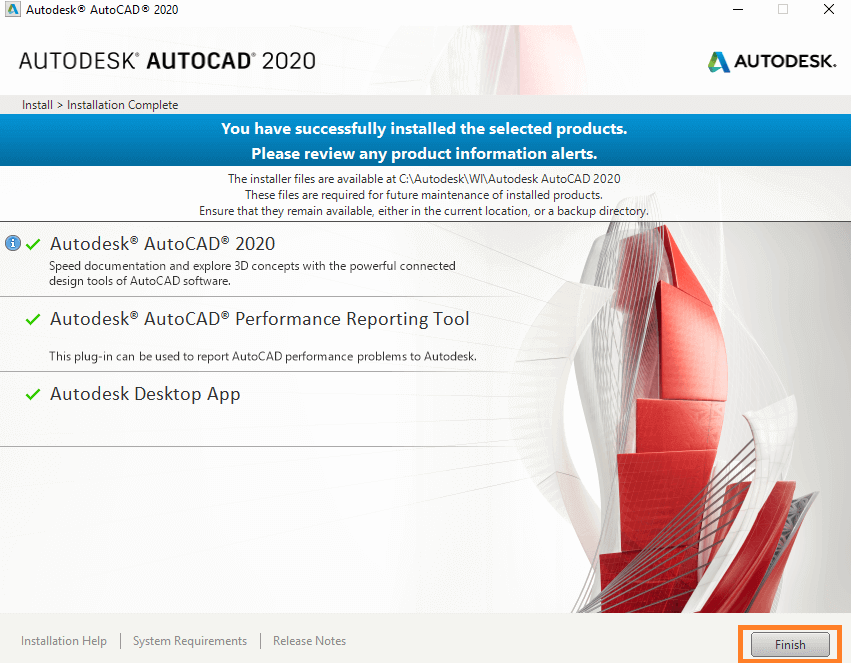 Autodesk® AutoCAD® 2020
AUTODESK® AUTOCAD® 2020
AUTODESK.
Install > Installation Complete
You have successfully installed the selected products.
Please review any product information alerts.
The installer files are available at C:\Autodesk\WI\Autodesk AutoCAD 2020
These files are required for future maintenance of installed products.
Ensure that they remain available, either in the current location, or a backup directory.
Autodesk® AutoCAD® 2020
Speed documentation and explore 3D concepts with the powerful connected
design tools of AutoCAD software.
Autodesk® AutoCAD® Performance Reporting Tool
This plug-in can be used to report AutoCAD performance problems to Autodesk.
Autodesk Desktop App
Installation Help | System Requirements | Release Notes
Finish